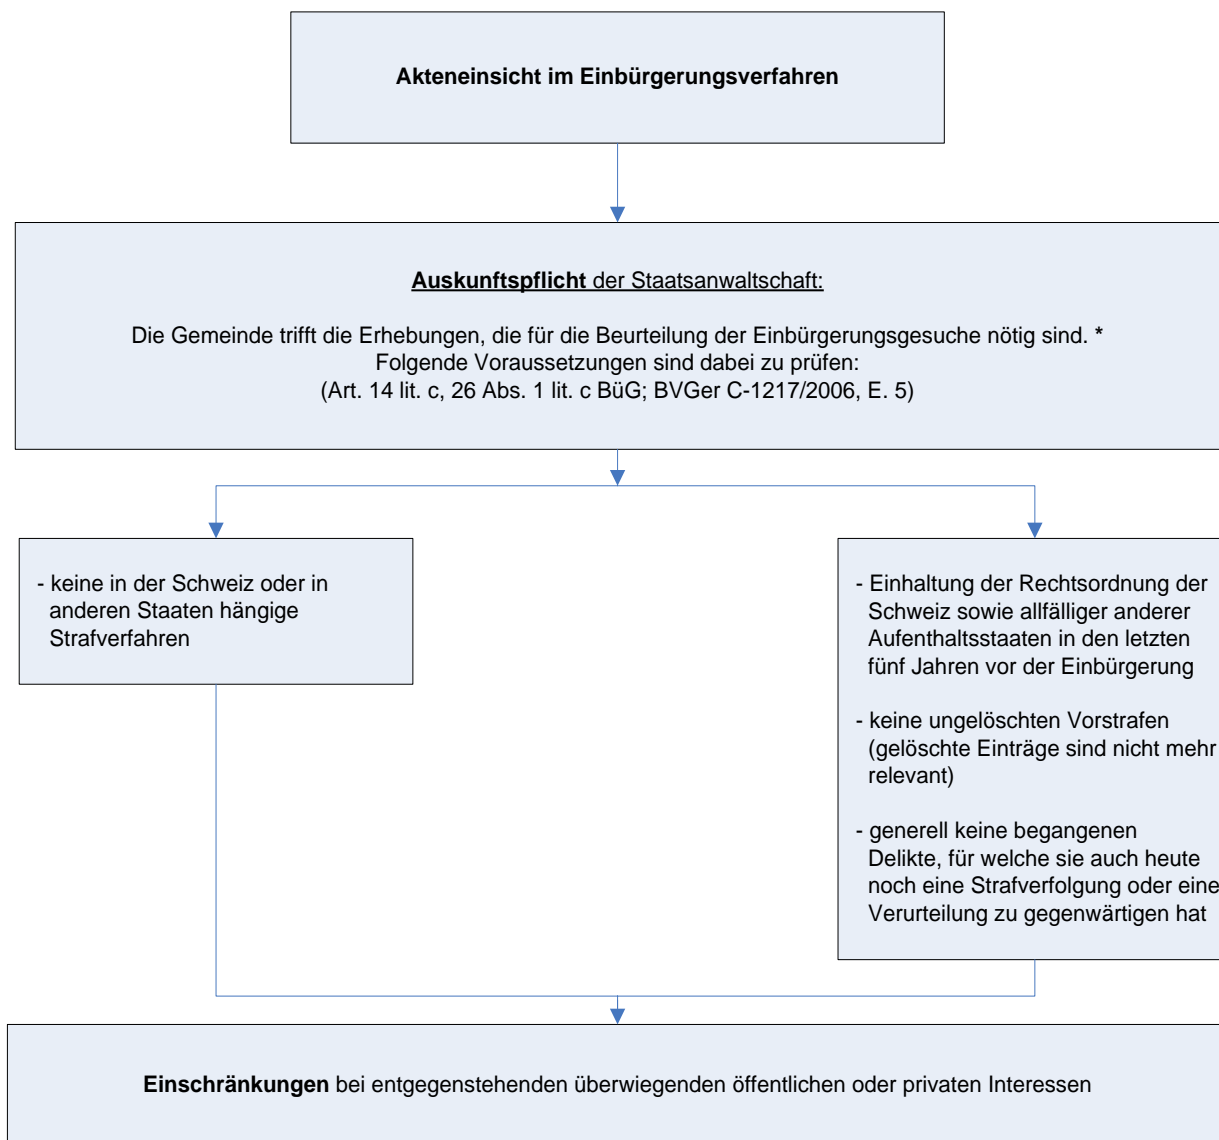 Akteneinsicht im Einbürgerungsverfahren
Auskunftspflicht der Staatsanwaltschaft:
Die Gemeinde trifft die Erhebungen, die für die Beurteilung der Einbürgerungsgesuche nötig sind. *
Folgende Voraussetzungen sind dabei zu prüfen:
(Art. 14 lit. c, 26 Abs. 1 lit. c BüG; BVGer C-1217/2006, E. 5)
- keine in der Schweiz oder in
anderen Staaten hängige
Strafverfahren
- Einhaltung der Rechtsordnung der
Schweiz sowie allfälliger anderer
Aufenthaltsstaaten in den letzten
fünf Jahren vor der Einbürgerung
- keine ungelöschten Vorstrafen
(gelöschte Einträge sind nicht mehr
relevant)
- generell keine begangenen
Delikte, für welche sie auch heute
noch eine Strafverfolgung oder eine
Verurteilung zu gegenwärtigen hat
Einschränkungen bei entgegenstehenden überwiegenden öffentlichen oder privaten Interessen